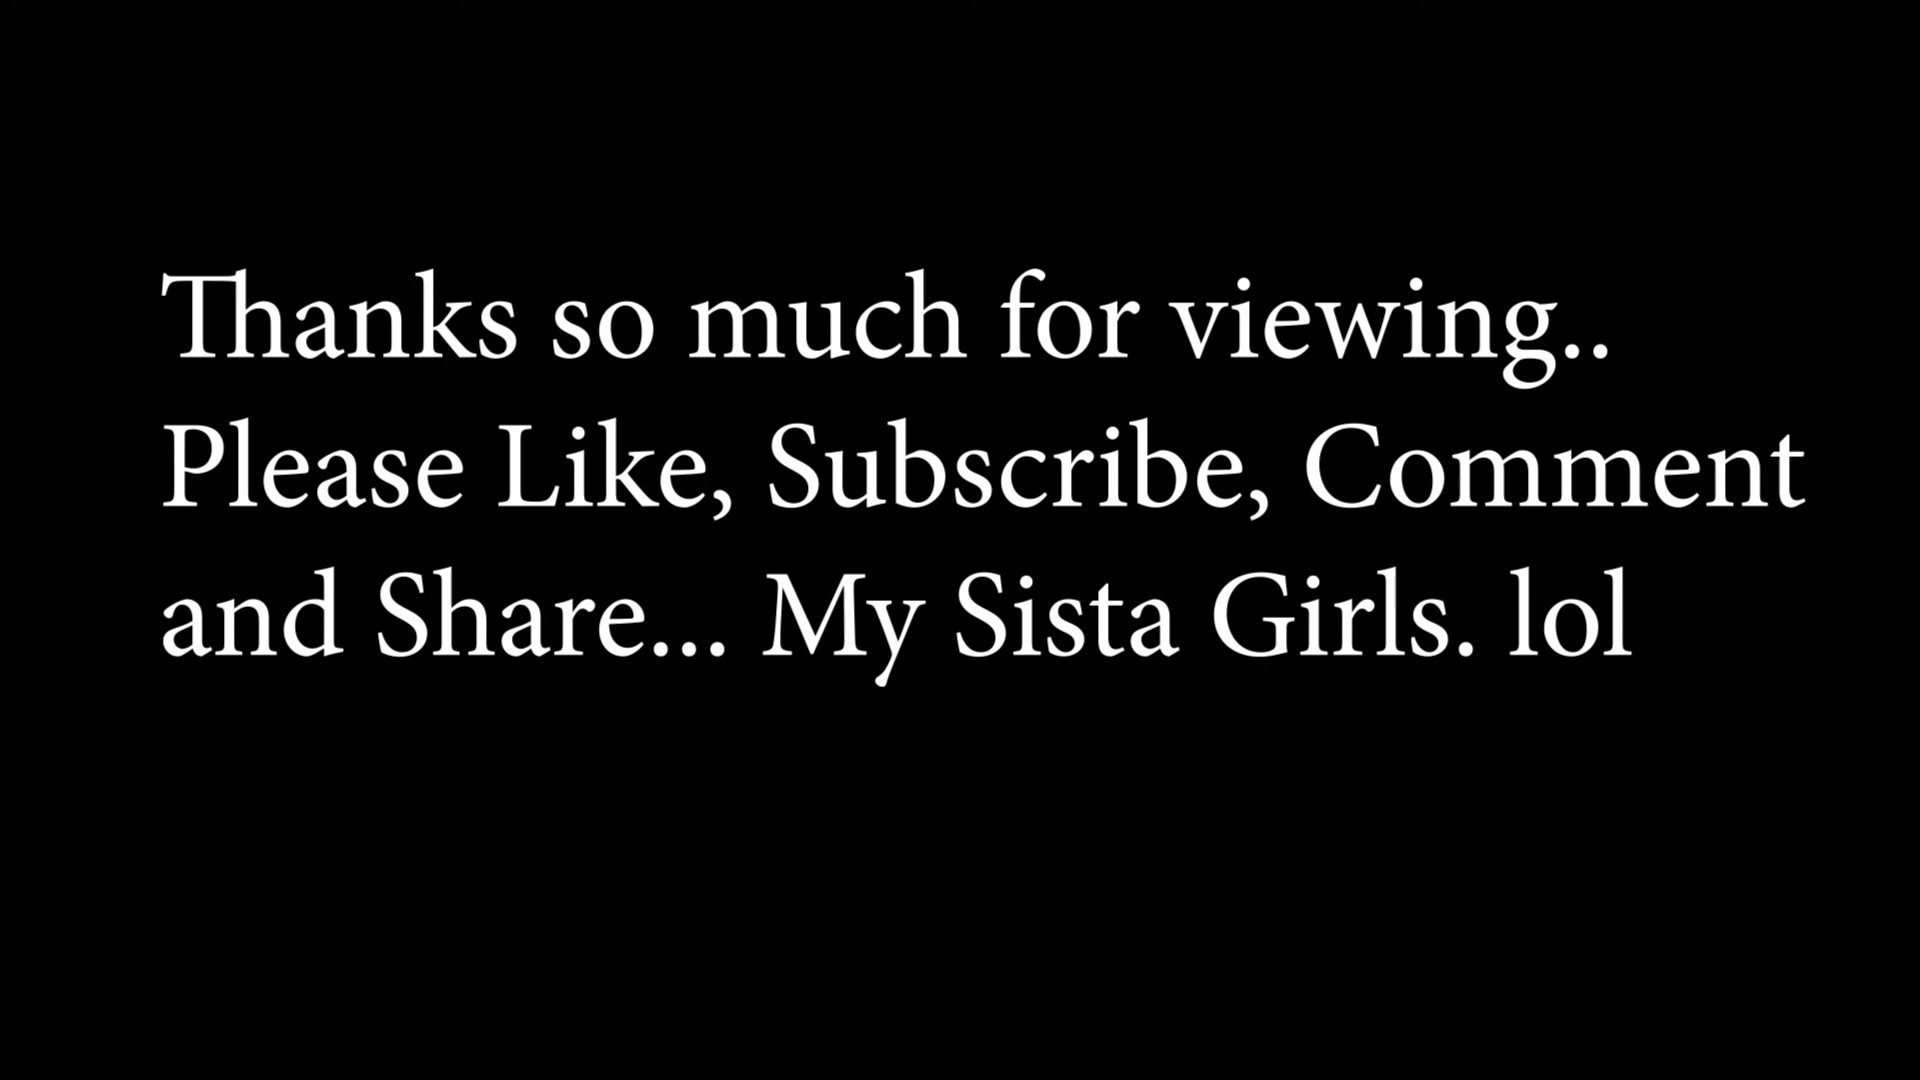 Thanks so much for viewing..
Please Like, Subscribe, Comment
and Share... My Sista Girls. lol